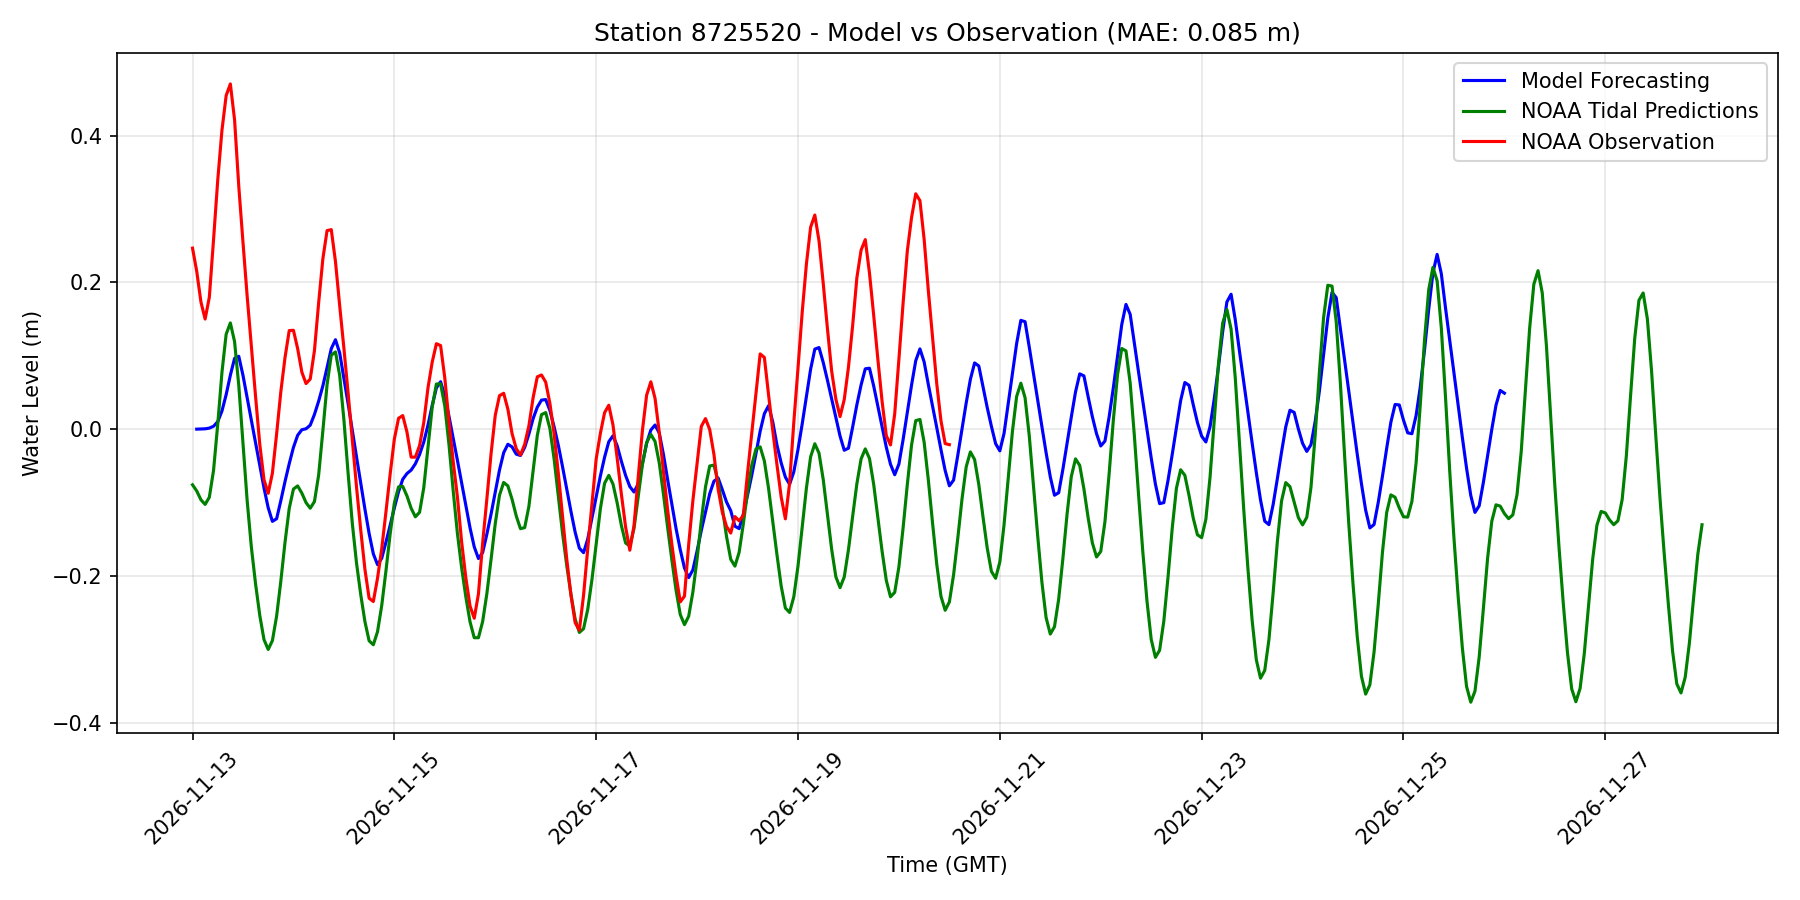 Station 8725520 - Model vs Observation (MAE: 0.085 m)
Model Forecasting
NOAA Tidal Predictions
NOAA Observation
Water Level (m)
0.4
0.2
0.0
−0.2
−0.4
2026-11-13
2026-11-15
2026-11-17
2026-11-19
2026-11-21
2026-11-23
2026-11-25
2026-11-27
Time (GMT)